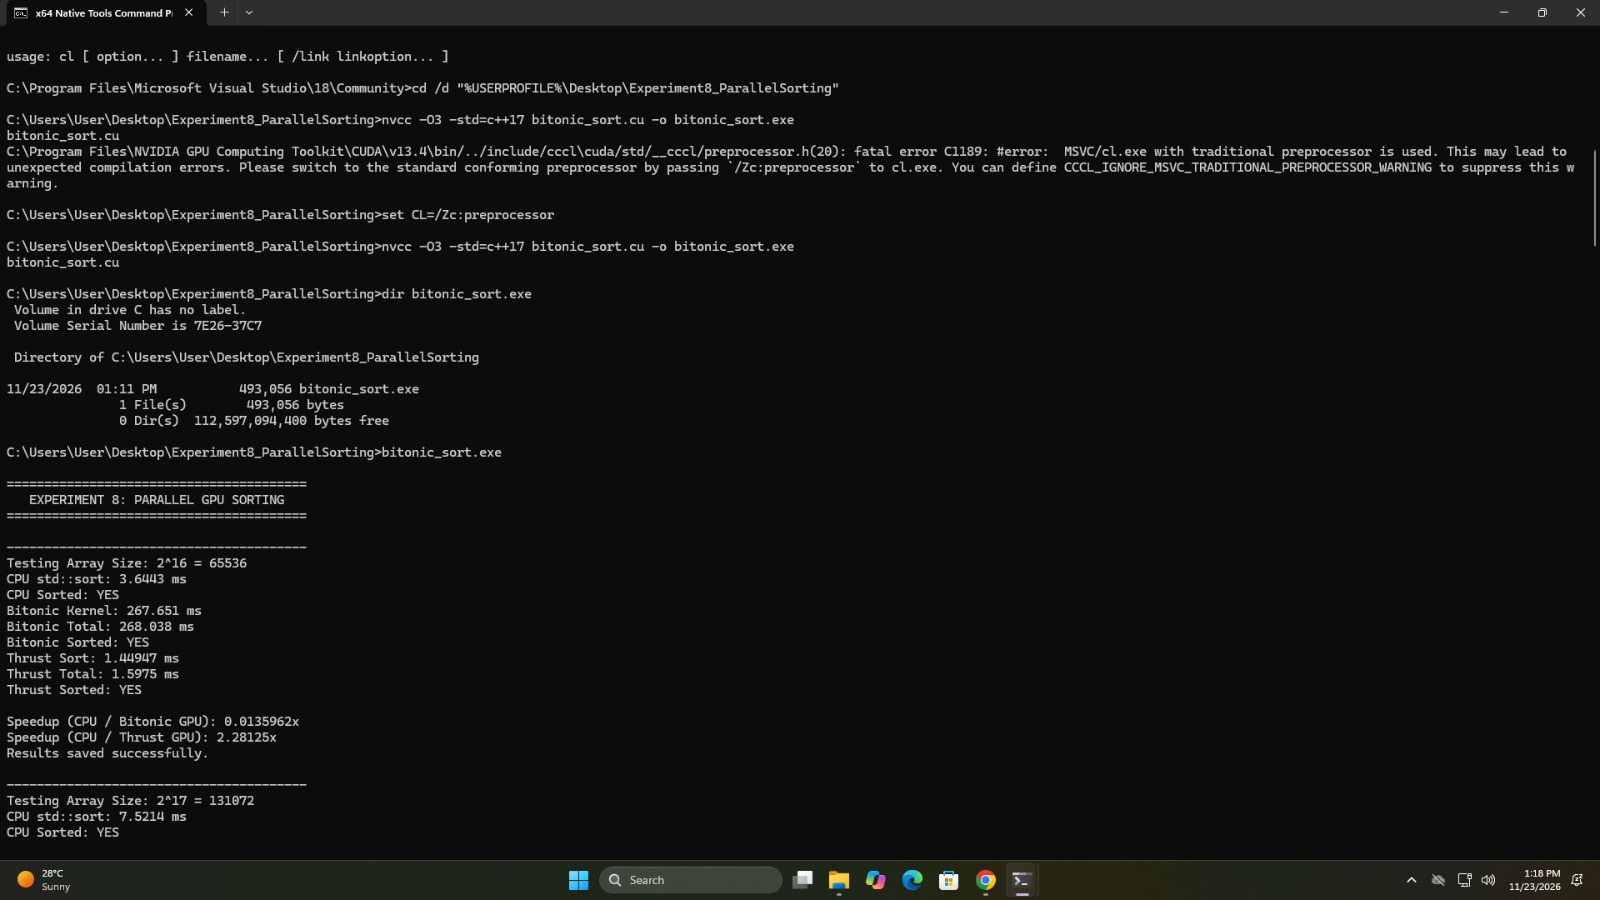 x64 Native Tools Command P
usage: cl [ option... ] filename... [ /link linkoption... ]
C:\Program Files\Microsoft Visual Studio\18\Community>cd /d "%USERPROFILE%\Desktop\Experiment8_ParallelSorting"
C:\Users\User\Desktop\Experiment8_ParallelSorting>nvcc -O3 -std=c++17 bitonic_sort.cu -o bitonic_sort.exe
bitonic_sort.cu
C:\Program Files\NVIDIA GPU Computing Toolkit\CUDA\v13.4\bin/../include/cccl\cuda/std/__cccl/preprocessor.h(20): fatal error C1189: #error:  MSVC/cl.exe with traditional preprocessor is used. This may lead to
unexpected compilation errors. Please switch to the standard conforming preprocessor by passing `/Zc:preprocessor` to cl.exe. You can define CCCL_IGNORE_MSVC_TRADITIONAL_PREPROCESSOR_WARNING to suppress this w
arning.
C:\Users\User\Desktop\Experiment8_ParallelSorting>set CL=/Zc:preprocessor
C:\Users\User\Desktop\Experiment8_ParallelSorting>nvcc -O3 -std=c++17 bitonic_sort.cu -o bitonic_sort.exe
bitonic_sort.cu
C:\Users\User\Desktop\Experiment8_ParallelSorting>dir bitonic_sort.exe
Volume in drive C has no label.
Volume Serial Number is 7E26-37C7
Directory of C:\Users\User\Desktop\Experiment8_ParallelSorting
11/23/2026  01:11 PM           493,056 bitonic_sort.exe
1 File(s)        493,056 bytes
0 Dir(s)  112,597,094,400 bytes free
C:\Users\User\Desktop\Experiment8_ParallelSorting>bitonic_sort.exe
========================================
EXPERIMENT 8: PARALLEL GPU SORTING
========================================
----------------------------------------
Testing Array Size: 2^16 = 65536
CPU std::sort: 3.6443 ms
CPU Sorted: YES
Bitonic Kernel: 267.651 ms
Bitonic Total: 268.038 ms
Bitonic Sorted: YES
Thrust Sort: 1.44947 ms
Thrust Total: 1.5975 ms
Thrust Sorted: YES
Speedup (CPU / Bitonic GPU): 0.0135962x
Speedup (CPU / Thrust GPU): 2.28125x
Results saved successfully.
----------------------------------------
Testing Array Size: 2^17 = 131072
CPU std::sort: 7.5214 ms
CPU Sorted: YES
28°C
Sunny
Search
1:18 PM
11/23/2026